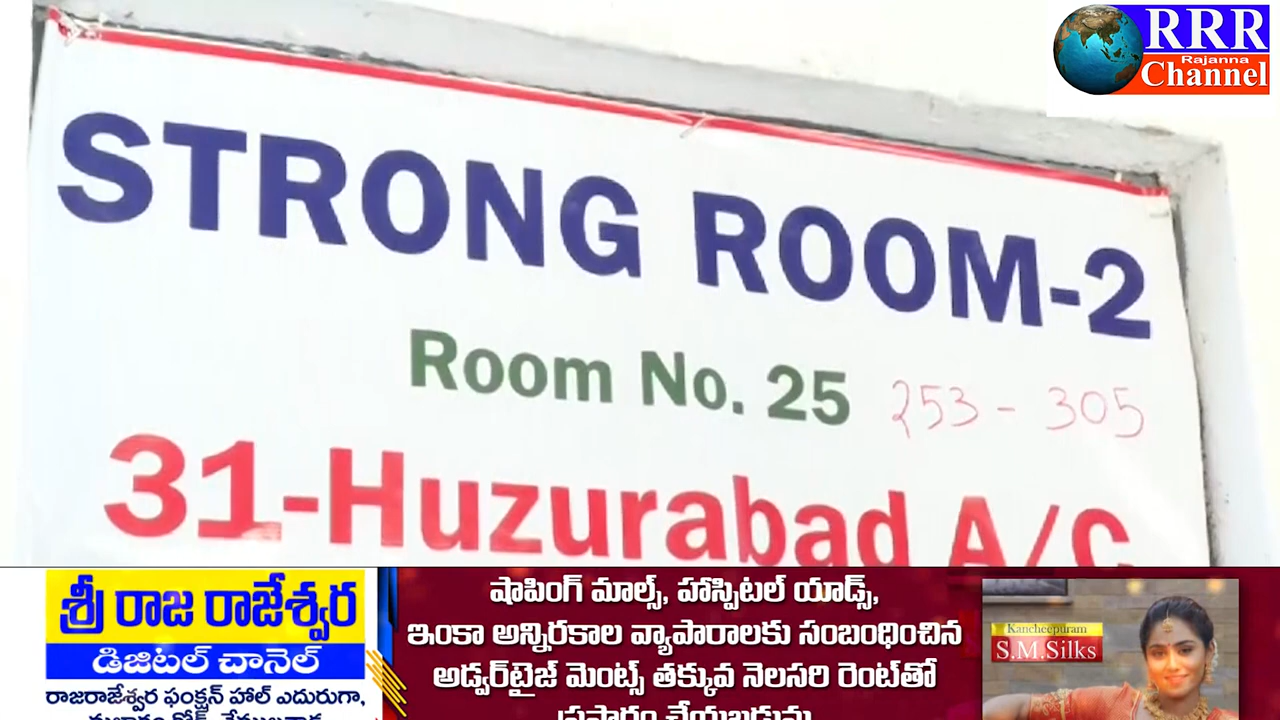 RRR
Rajanna
Channel
STRONG ROOM-2
Room No. 25 253 - 305
31-Huzurabad A/C
శ్రీ రాజ రాజేశ్వర
డిజిటల్ చానెల్
రాజరాజేశ్వర ఫంక్షన్ హాల్ ఎదురుగా,
షాపింగ్ మాల్స్, హాస్పిటల్ యాడ్స్,
ఇంకా అన్నిరకాల వ్యాపారాలకు సంబంధించిన
అడ్వర్‌టైజ్ మెంట్స్ తక్కువ నెలసరి రెంట్‌తో
ప్రసారం చేయబడును
Kancheepuram
S.M.Silks